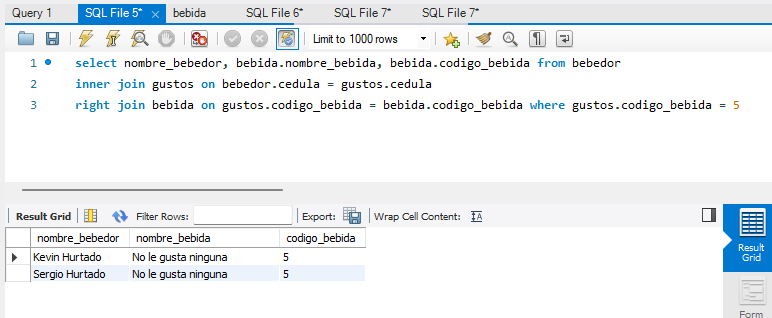 Query 1 SQL File 5* bebida SQL File 6* SQL File 7* SQL File 7*
Limit to 1000 rows
1 select nombre_bebedor, bebida.nombre_bebida, bebida.codigo_bebida from bebedor
2 inner join gustos on bebedor.cedula = gustos.cedula
3 right join bebida on gustos.codigo_bebida = bebida.codigo_bebida where gustos.codigo_bebida = 5
Result Grid Filter Rows: Export: Wrap Cell Content:
nombre_bebedor nombre_bebida codigo_bebida
Kevin Hurtado No le gusta ninguna 5
Sergio Hurtado No le gusta ninguna 5
Result
Grid
Form